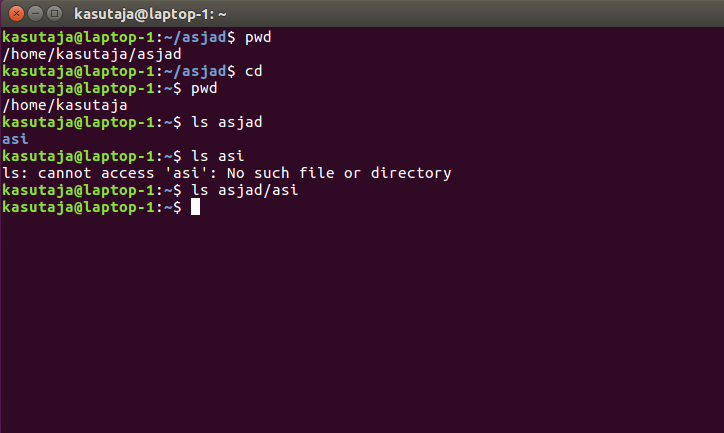 kasutaja@laptop-1: ~
kasutaja@laptop-1:~/asjad$ pwd
/home/kasutaja/asjad
kasutaja@laptop-1:~/asjad$ cd
kasutaja@laptop-1:~$ pwd
/home/kasutaja
kasutaja@laptop-1:~$ ls asjad
asi
kasutaja@laptop-1:~$ ls asi
ls: cannot access 'asi': No such file or directory
kasutaja@laptop-1:~$ ls asjad/asi
kasutaja@laptop-1:~$